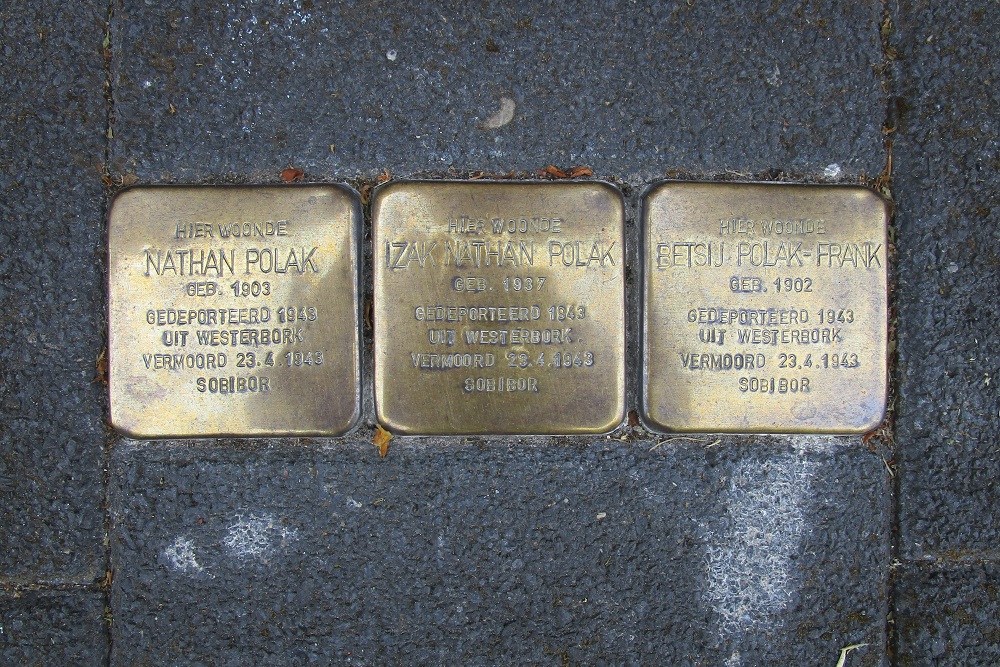 HIER WOONDE
NATHAN POLAK
GEB. 1903
GEDEPORTEERD 1943
UIT WESTERBORK
VERMOORD 23.4.1943
SOBIBOR
HIER WOONDE
IZAK NATHAN POLAK
GEB. 1937
GEDEPORTEERD 1943
UIT WESTERBORK
VERMOORD 23.4.1943
SOBIBOR
HIER WOONDE
BETSIJ POLAK-FRANK
GEB. 1902
GEDEPORTEERD 1943
UIT WESTERBORK
VERMOORD 23.4.1943
SOBIBOR